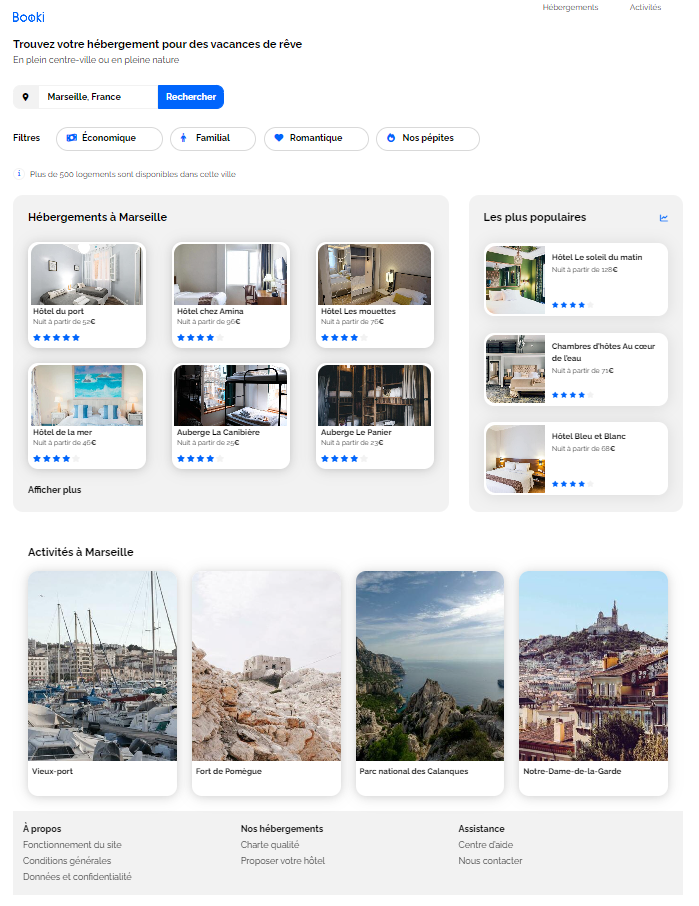 Booki
Hébergements
Activités
Trouvez votre hébergement pour des vacances de rêve
En plein centre-ville ou en pleine nature
Marseille, France
Rechercher
Filtres
Économique
Familial
Romantique
Nos pépites
i
Plus de 500 logements sont disponibles dans cette ville
Hébergements à Marseille
Hôtel du port
Nuit à partir de 52€
Hôtel chez Amina
Nuit à partir de 96€
Hôtel Les mouettes
Nuit à partir de 76€
Hôtel de la mer
Nuit à partir de 46€
Auberge La Canibière
Nuit à partir de 25€
Auberge Le Panier
Nuit à partir de 23€
Afficher plus
Les plus populaires
Hôtel Le soleil du matin
Nuit à partir de 128€
Chambres d'hôtes Au cœur
de l'eau
Nuit à partir de 71€
Hôtel Bleu et Blanc
Nuit à partir de 68€
Activités à Marseille
Vieux-port
Fort de Pomègue
Parc national des Calanques
Notre-Dame-de-la-Garde
À propos
Fonctionnement du site
Conditions générales
Données et confidentialité
Nos hébergements
Charte qualité
Proposer votre hôtel
Assistance
Centre d'aide
Nous contacter